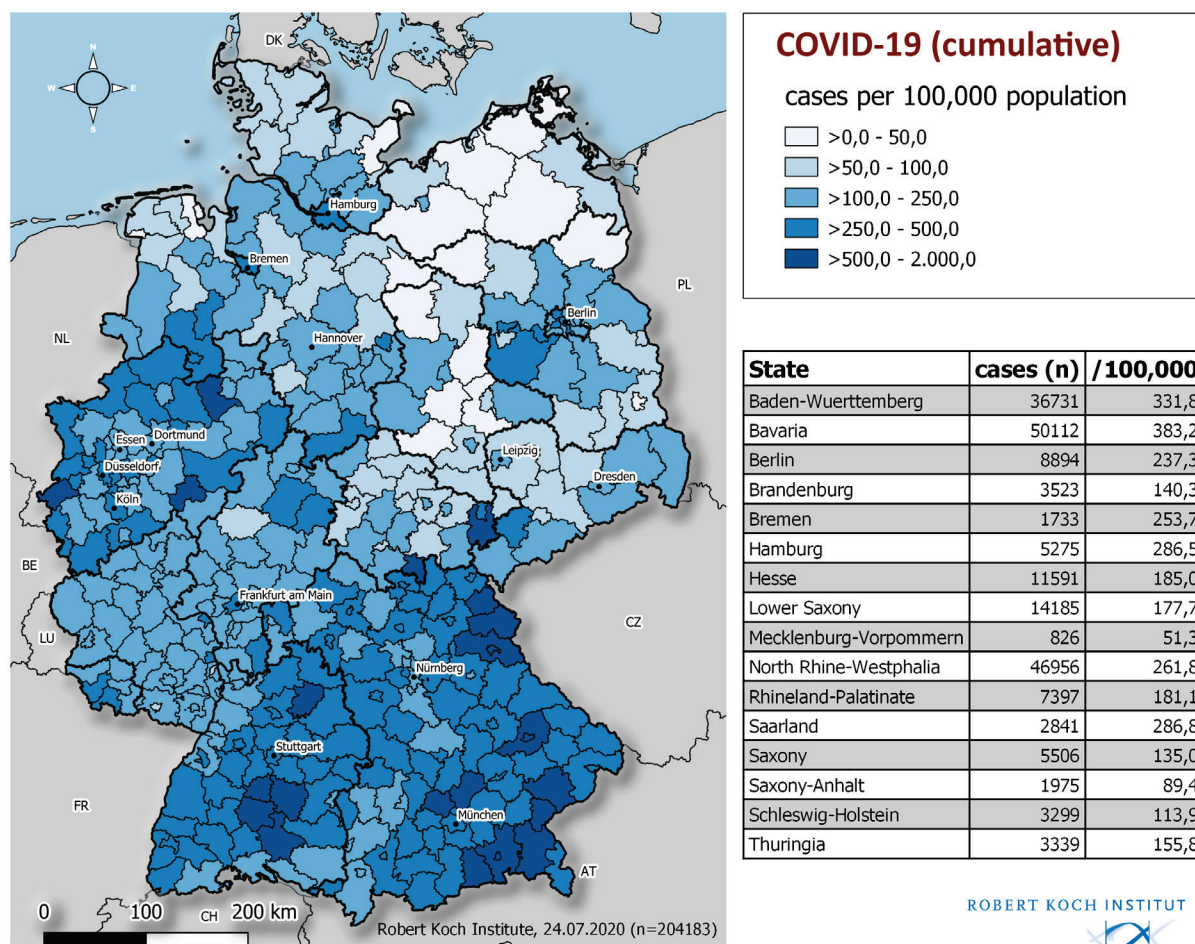 DK
N
W
E
S
Hamburg
Bremen
PL
Berlin
NL
Hannover
Essen
Dortmund
Leipzig
Düsseldorf
Dresden
Köln
BE
Frankfurt am Main
LU
CZ
Nürnberg
Stuttgart
FR
München
AT
CH
0 100 200 km
Robert Koch Institute, 24.07.2020 (n=204183)
COVID-19 (cumulative)
cases per 100,000 population
>0,0 - 50,0
>50,0 - 100,0
>100,0 - 250,0
>250,0 - 500,0
>500,0 - 2.000,0
State cases (n) /100,000
Baden-Wuerttemberg 36731 331,8
Bavaria 50112 383,2
Berlin 8894 237,3
Brandenburg 3523 140,3
Bremen 1733 253,7
Hamburg 5275 286,5
Hesse 11591 185,0
Lower Saxony 14185 177,7
Mecklenburg-Vorpommern 826 51,3
North Rhine-Westphalia 46956 261,8
Rhineland-Palatinate 7397 181,1
Saarland 2841 286,8
Saxony 5506 135,0
Saxony-Anhalt 1975 89,4
Schleswig-Holstein 3299 113,9
Thuringia 3339 155,8
ROBERT KOCH INSTITUT